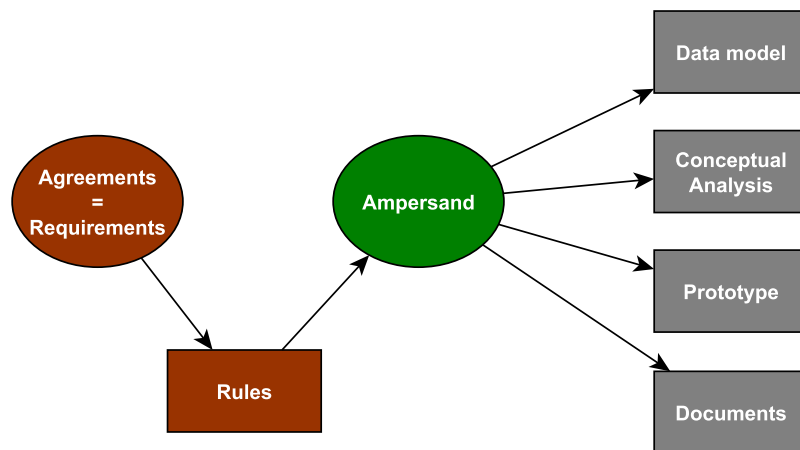 Agreements
=
Requirements
Rules
Ampersand
Data model
Conceptual
Analysis
Prototype
Documents